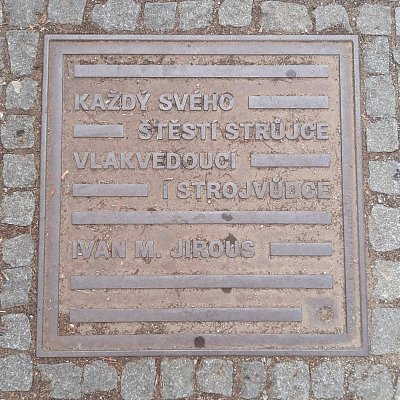 KAŽDÝ SVÉHO
ŠTĚSTÍ STRŮJCE
VLAKVEDOUCÍ
I STROJVŮDCE
IVAN M. JIROUS